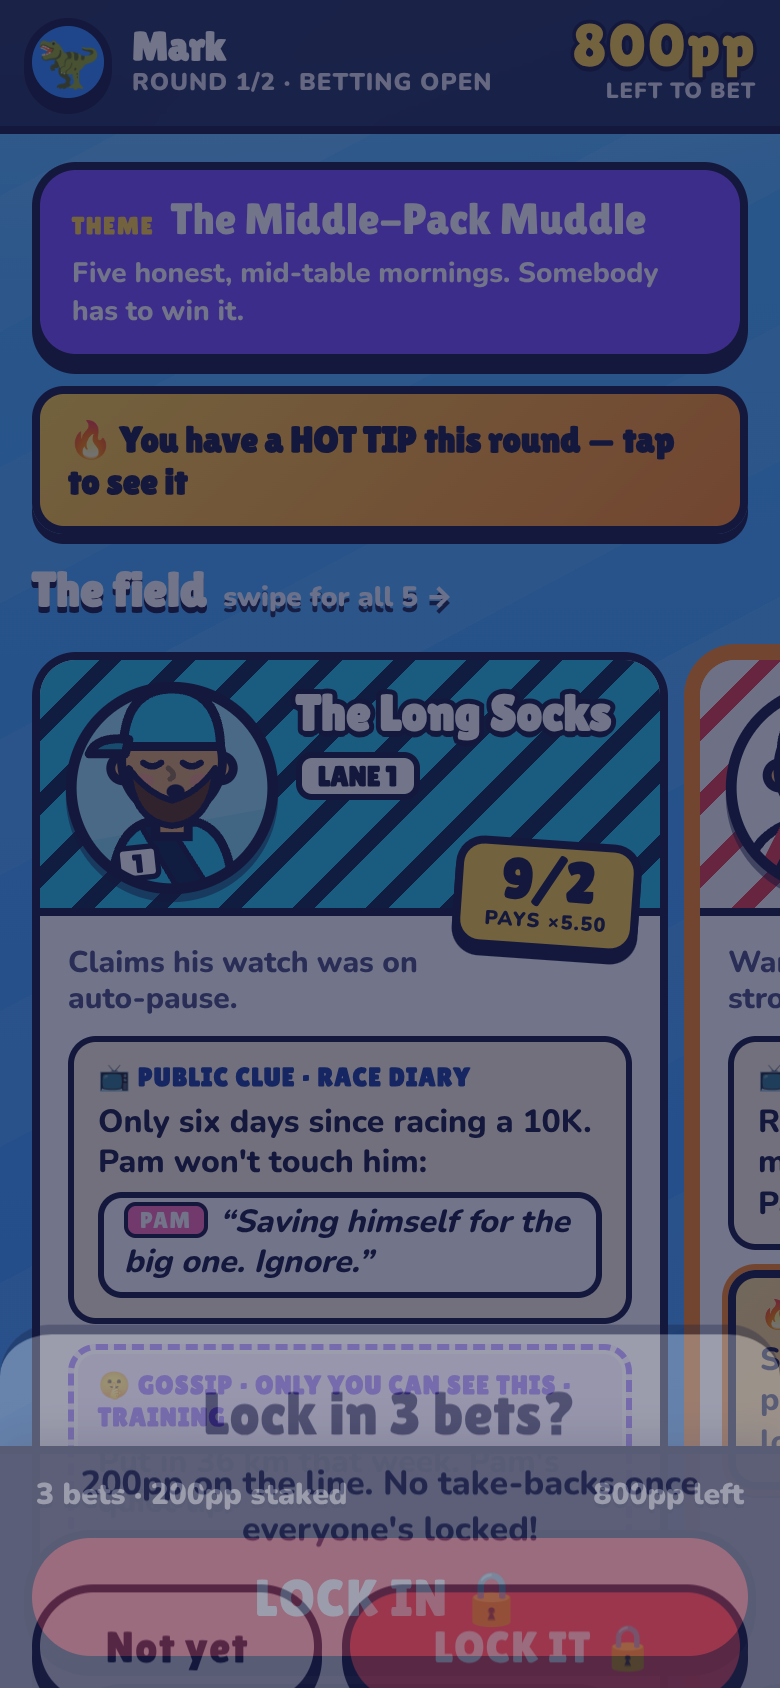 Mark
ROUND 1/2 · BETTING OPEN
800pp
LEFT TO BET
THEME The Middle-Pack Muddle
Five honest, mid-table mornings. Somebody
has to win it.
🔥 You have a HOT TIP this round — tap
to see it
The field swipe for all 5 →
The Long Socks
LANE 1
1
9/2
PAYS ×5.50
Claims his watch was on
auto-pause.
📺 PUBLIC CLUE · RACE DIARY
Only six days since racing a 10K.
Pam won't touch him:
PAM “Saving himself for the
big one. Ignore.”
🤫 GOSSIP · ONLY YOU CAN SEE THIS ·
TRAINING
Lock in 3 bets?
200pp on the line. No take-backs once
everyone's locked!
3 bets · 200pp staked
800pp left
LOCK IN 🔒
Not yet
LOCK IT 🔒